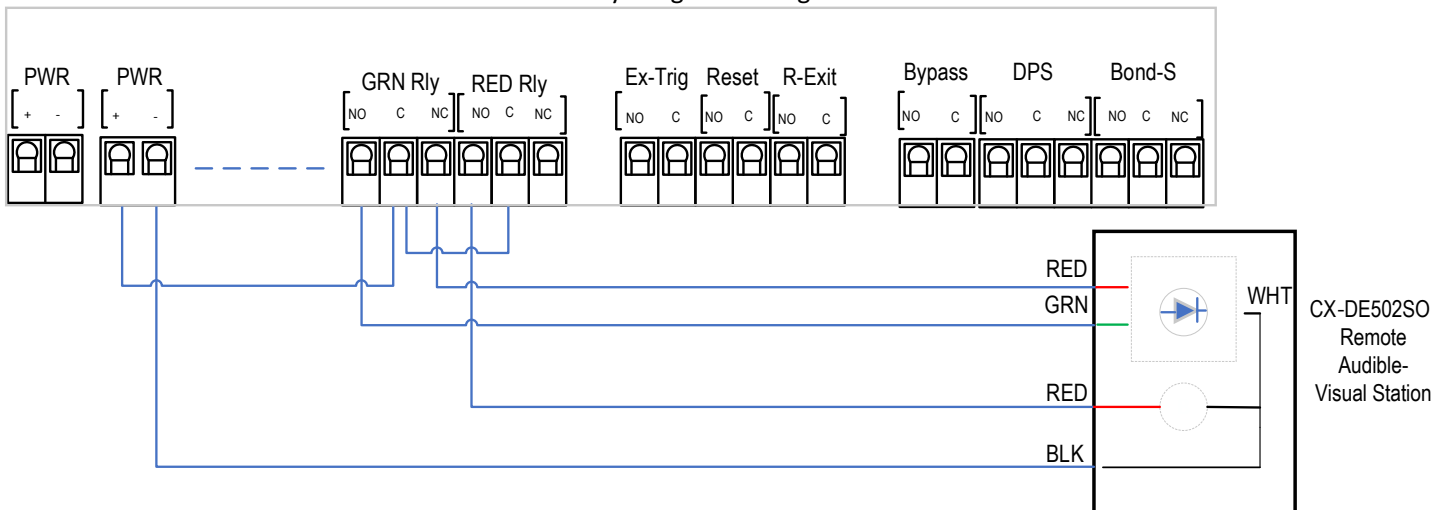 PWR PWR GRN Rly RED Rly Ex-Trig Reset R-Exit Bypass DPS Bond-S
+ - + - NO C NC NO C NC NO C NO C NO C NO C NO C NC NO C NC
RED
GRN
WHT
CX-DE502SO
Remote
Audible-
Visual Station
RED
BLK